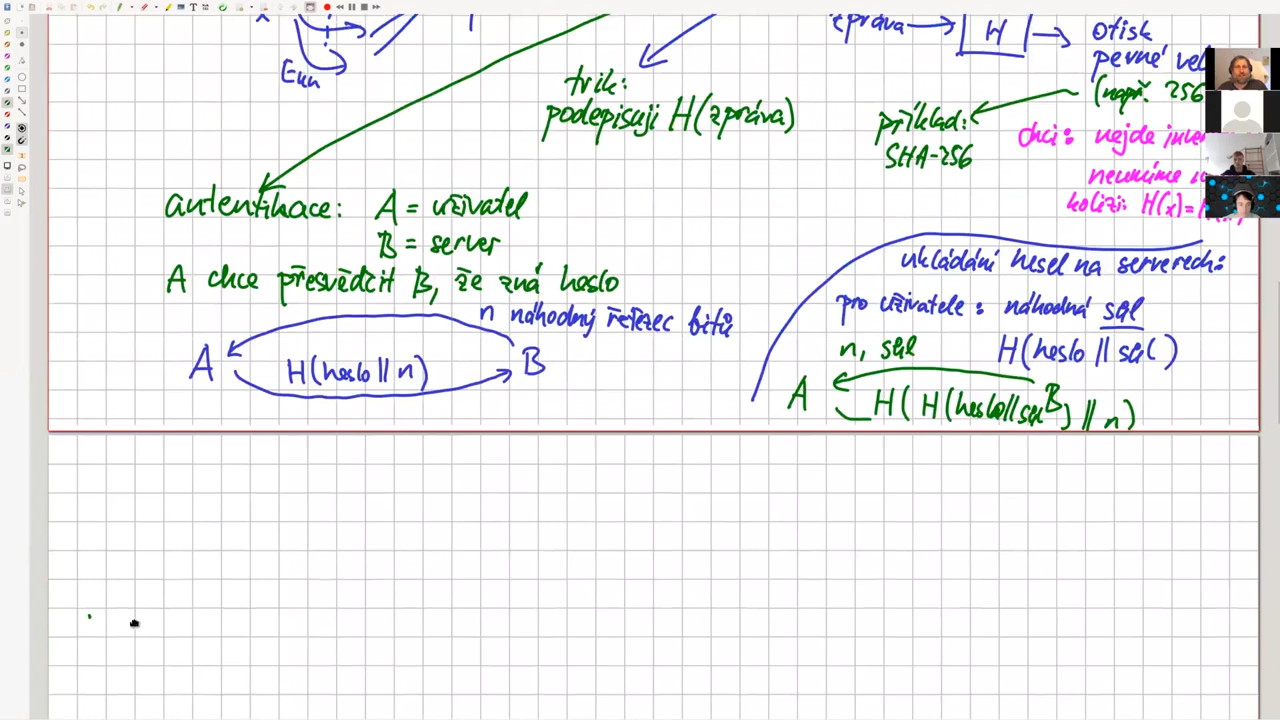 zpráva
H
otisk
Enn
pevné
trik:
podepisuji H(zpráva)
(např. 256
příklad:
SHA-256
chci: nejde
neumíme
kolizi: H(x)=
autentikace: A = uživatel
B = server
A chce přesvědčit B, že zná heslo
n náhodný řetězec bitů
A H(heslo || n) B
ukládání hesel na serverech:
pro uživatele: náhodná sůl
H(heslo || sůl)
n, sůl
A B
H( H(heslo||sůl) || n)